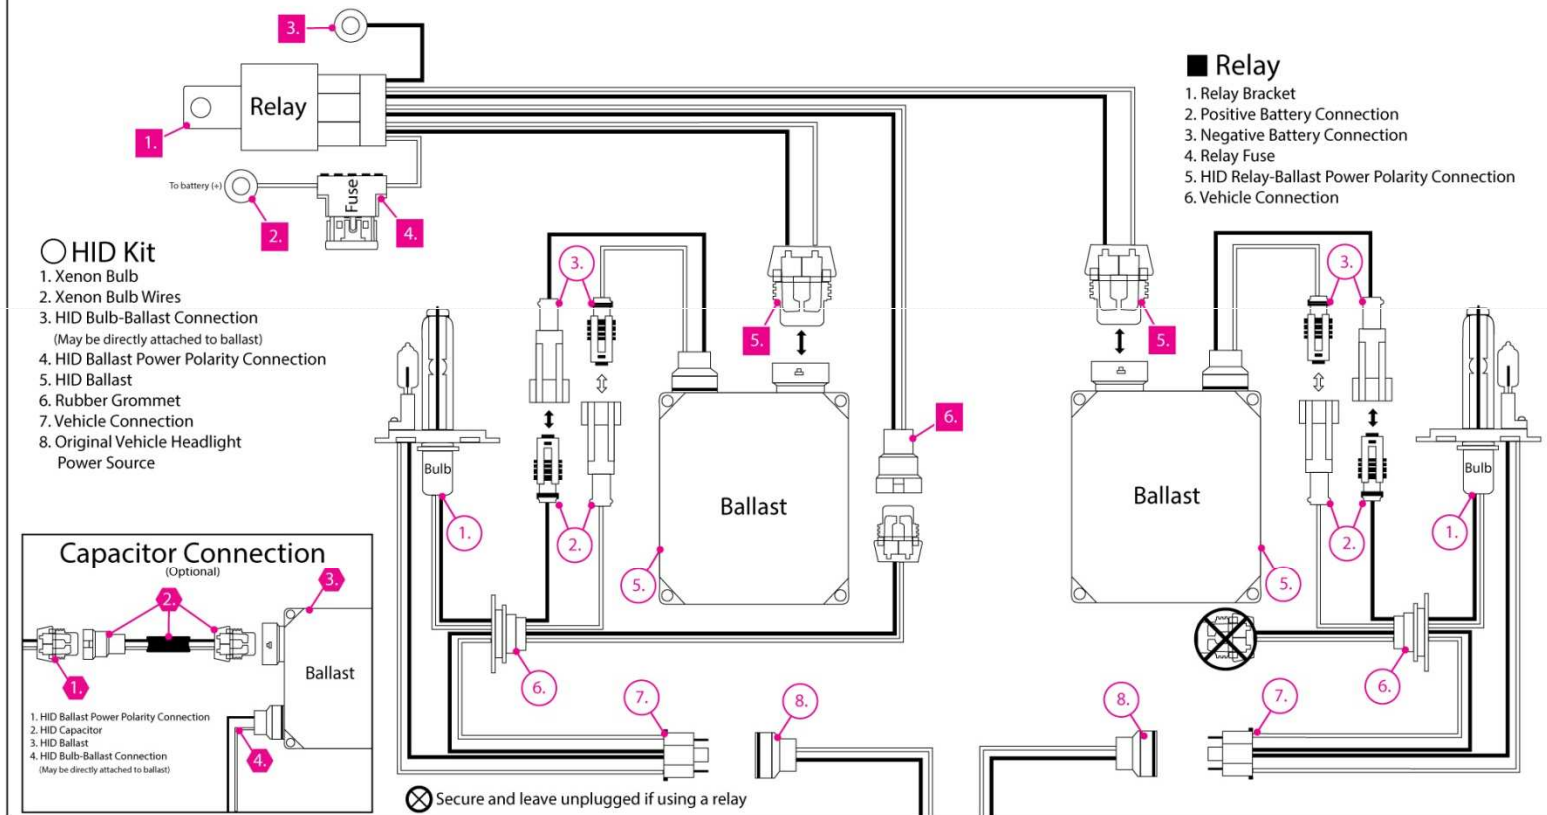 3.
Relay
1.
To battery (+)
Fuse
2.
4.
■ Relay
1. Relay Bracket
2. Positive Battery Connection
3. Negative Battery Connection
4. Relay Fuse
5. HID Relay-Ballast Power Polarity Connection
6. Vehicle Connection
HID Kit
1. Xenon Bulb
2. Xenon Bulb Wires
3. HID Bulb-Ballast Connection
(May be directly attached to ballast)
4. HID Ballast Power Polarity Connection
5. HID Ballast
6. Rubber Grommet
7. Vehicle Connection
8. Original Vehicle Headlight
Power Source
3.
5.
5.
3.
6.
Bulb
Ballast
Ballast
Bulb
1.
2.
2.
1.
5.
5.
6.
6.
7.
8.
8.
7.
Capacitor Connection
(Optional)
3.
2.
Ballast
1.
1. HID Ballast Power Polarity Connection
2. HID Capacitor
3. HID Ballast
4. HID Bulb-Ballast Connection
(May be directly attached to ballast)
4.
Secure and leave unplugged if using a relay